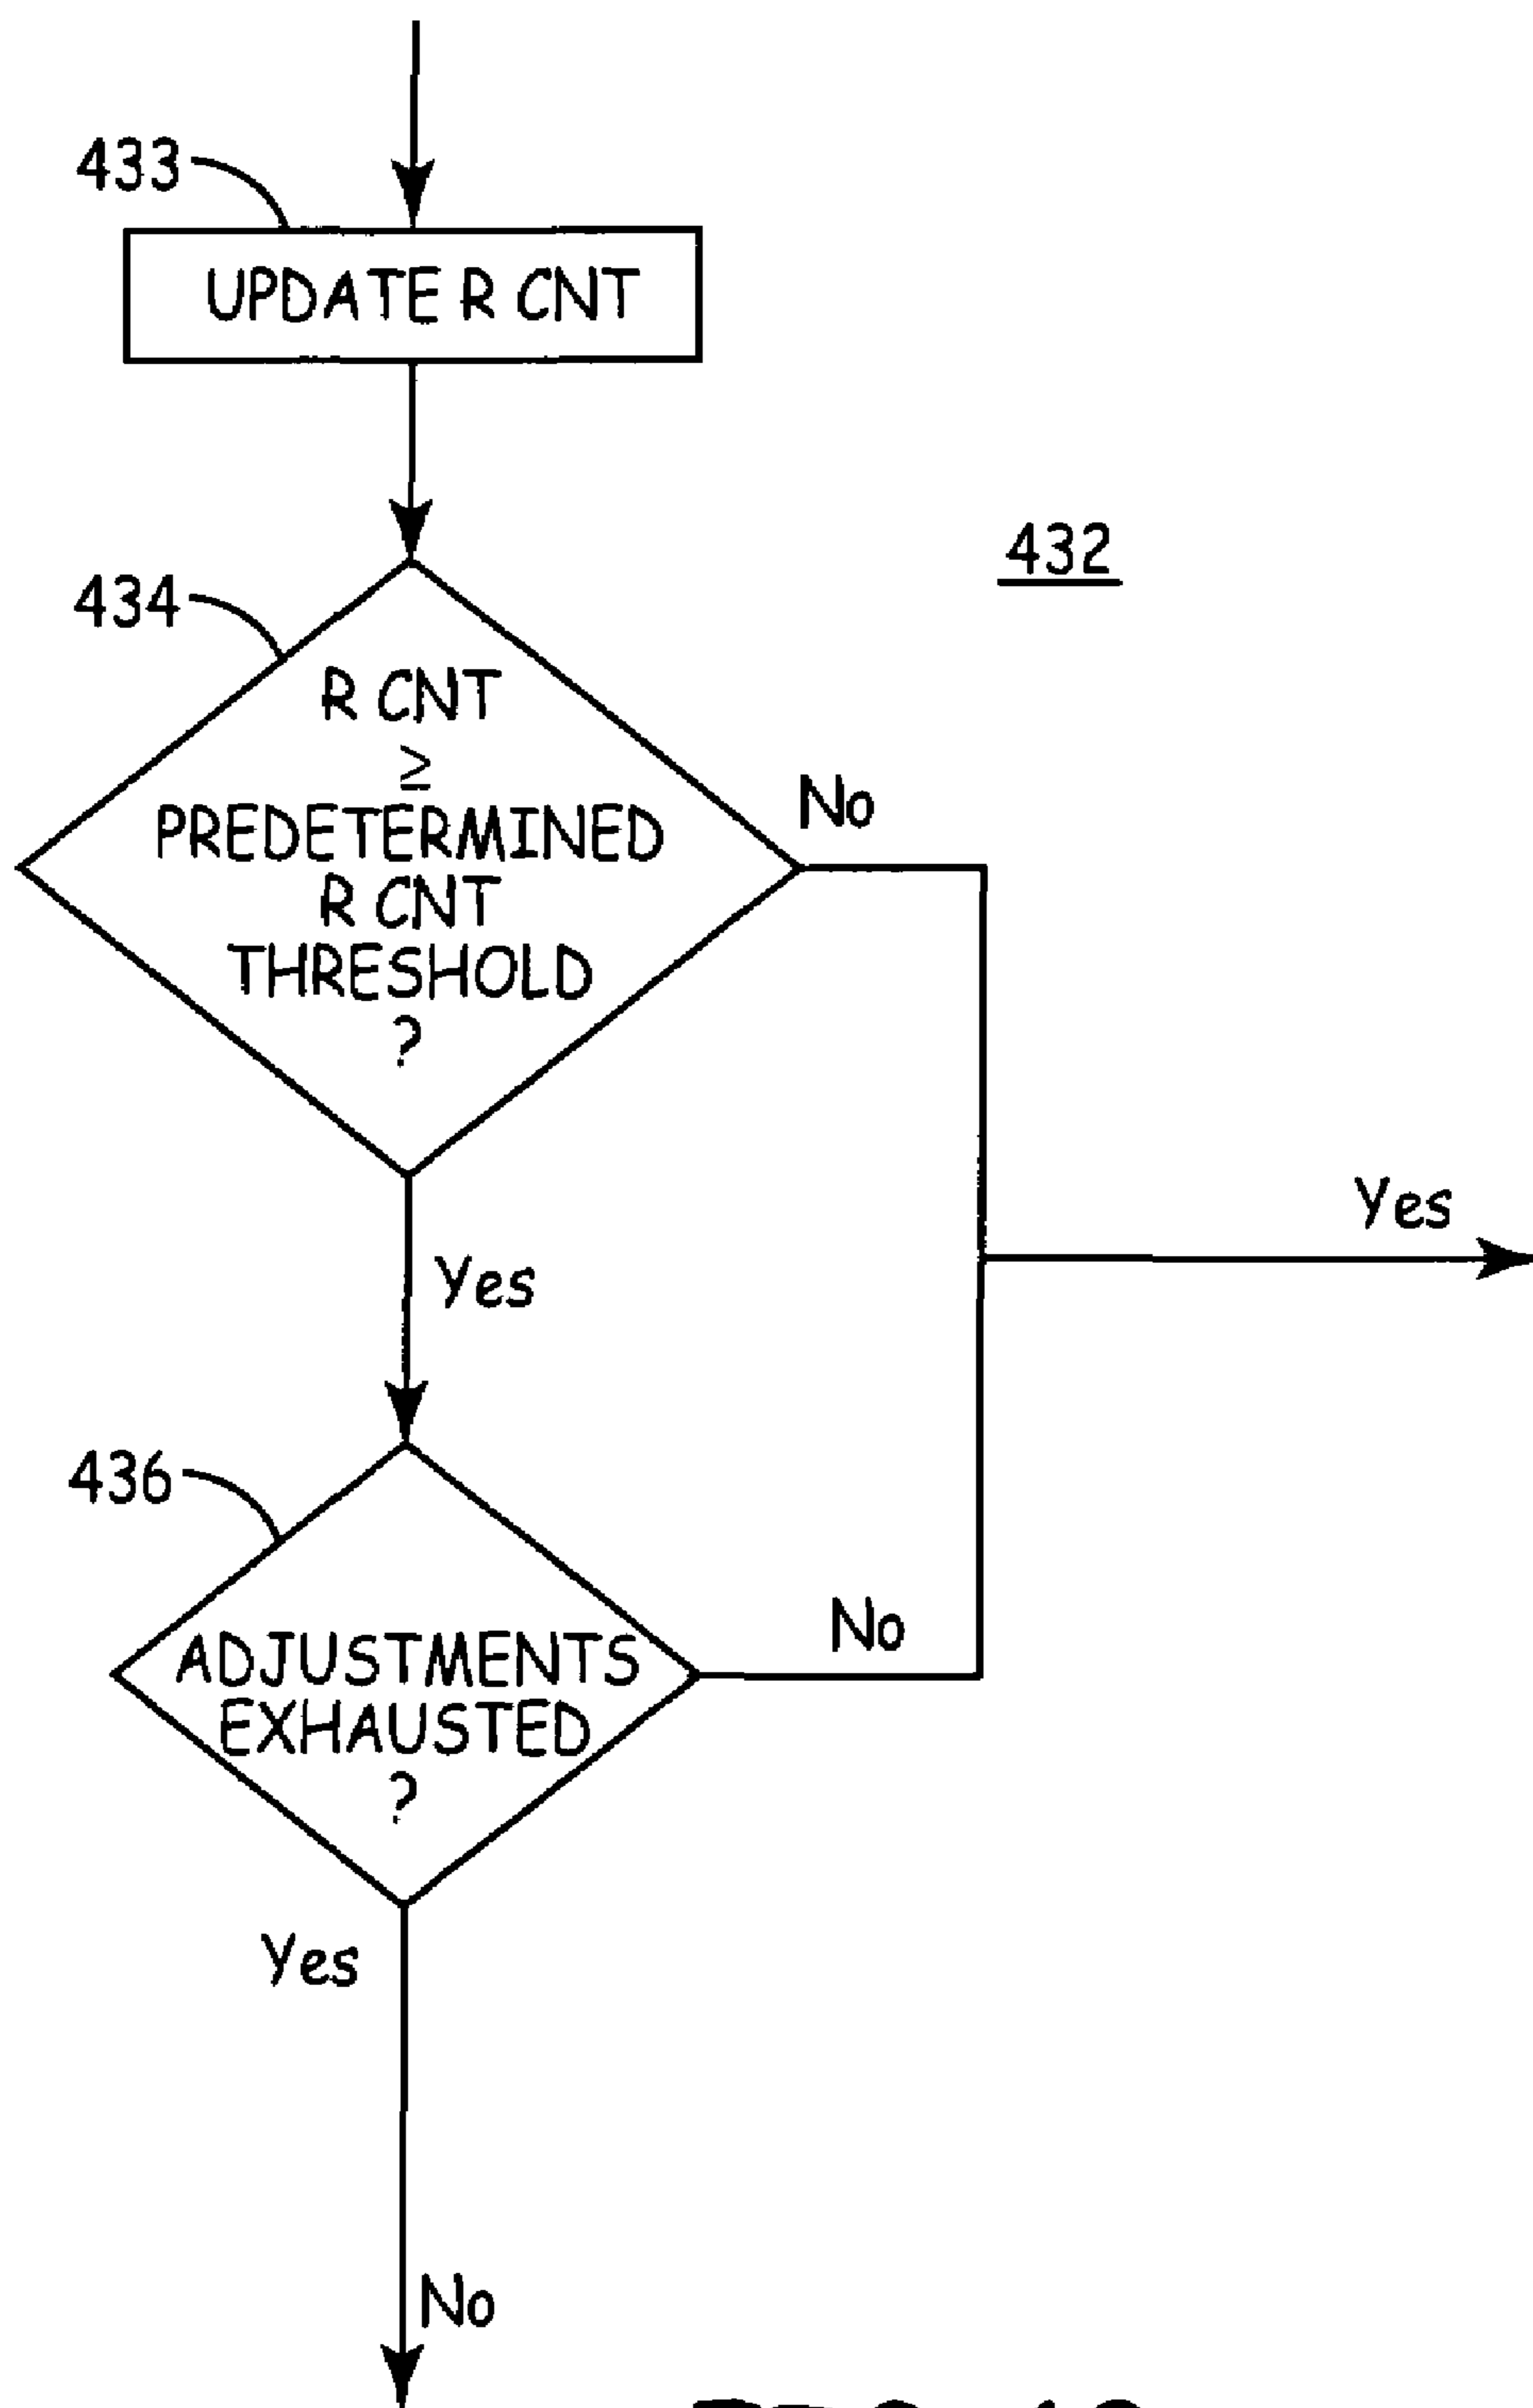 433
UPDATE R CNT
432
434
R CNT
≥
PREDETERMINED
R CNT
THRESHOLD
?
No
Yes
Yes
436
ADJUSTMENTS
EXHAUSTED
?
No
Yes
No